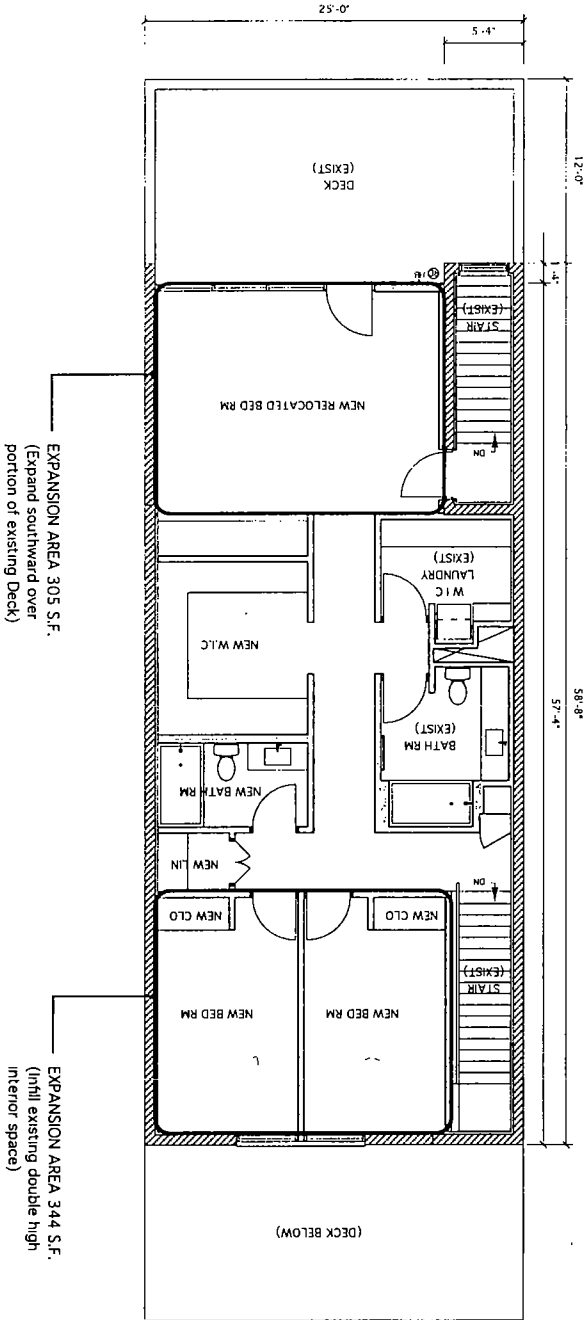 25'-0"
5'-4"
12'-0"
58'-8"
57'-4"
DECK
(EXIST)
STAIR
(EXIST)
DN
NEW RELOCATED BED RM
EXPANSION AREA 305 S.F.
(Expand southward over
portion of existing Deck)
W I C
LAUNDRY
(EXIST)
NEW W.I.C
BATH RM
(EXIST)
NEW BATH RM
NEW LIN
DN
STAIR
(EXIST)
NEW CLO
NEW CLO
NEW BED RM
NEW BED RM
EXPANSION AREA 344 S.F.
(Infill existing double high
interior space)
(DECK BELOW)